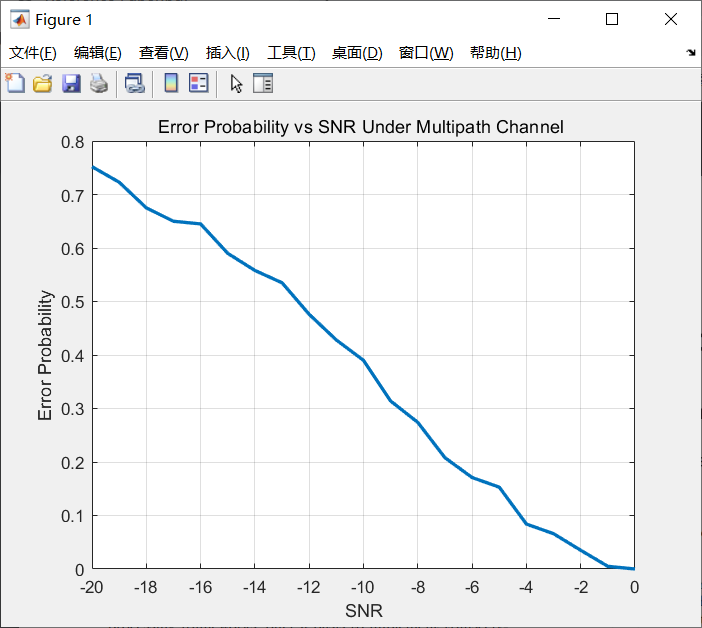 Figure 1
文件(F) 编辑(E) 查看(V) 插入(I) 工具(T) 桌面(D) 窗口(W) 帮助(H)
Error Probability vs SNR Under Multipath Channel
0.8
0.7
0.6
0.5
0.4
0.3
0.2
0.1
0
Error Probability
-20 -18 -16 -14 -12 -10 -8 -6 -4 -2 0
SNR